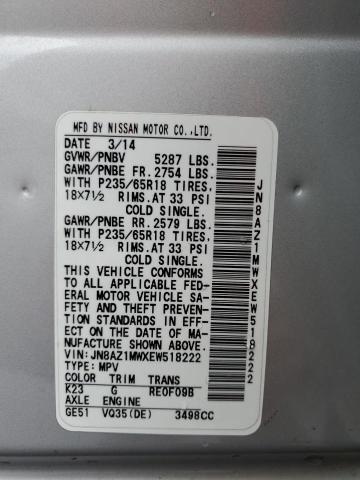 MFD BY NISSAN MOTOR CO.,LTD.
DATE 3/14
GVWR/PNBV 5287 LBS.
GAWR/PNBE FR. 2754 LBS.
WITH P235/65R18 TIRES,
18×7½ RIMS. AT 33 PSI
COLD SINGLE.
GAWR/PNBE RR. 2579 LBS.
WITH P235/65R18 TIRES,
18×7½ RIMS. AT 33 PSI
COLD SINGLE.
THIS VEHICLE CONFORMS
TO ALL APPLICABLE FED-
ERAL MOTOR VEHICLE SA-
FETY AND THEFT PREVEN-
TION STANDARDS IN EFF-
ECT ON THE DATE OF MA-
NUFACTURE SHOWN ABOVE.
VIN: JN8AZ1MWXEW518222
TYPE: MPV
COLOR TRIM TRANS
K23 G RE0F09B
AXLE ENGINE
GE51 VQ35(DE) 3498CC
JN8AZ1MWXEW518222